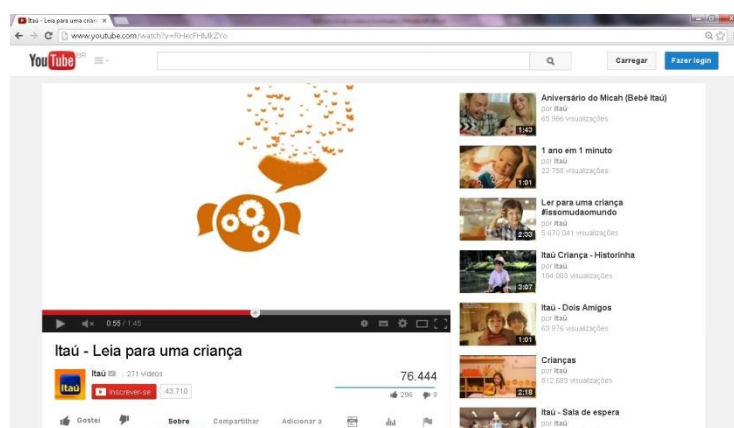 Itaú - Leia para uma crian
www.youtube.com/watch?v=RHecFHMkZYo
YouTube BR
Carregar
Fazer login
0:55 / 1:45
Itaú - Leia para uma criança
Itaú
Itaú 271 vídeos
Inscrever-se 43.710
76.444
296 9
Gostei
Sobre Compartilhar Adicionar a
1:43
Aniversário do Micah (Bebê Itaú)
por Itaú
65.966 visualizações
1:01
1 ano em 1 minuto
por Itaú
22.758 visualizações
2:33
Ler para uma criança
#issomudaomundo
por Itaú
5.670.041 visualizações
3:07
Itaú Criança - Historinha
por Itaú
104.003 visualizações
1:01
Itaú - Dois Amigos
por Itaú
63.976 visualizações
2:18
Crianças
por Itaú
812.683 visualizações
Itaú - Sala de espera
por Itaú